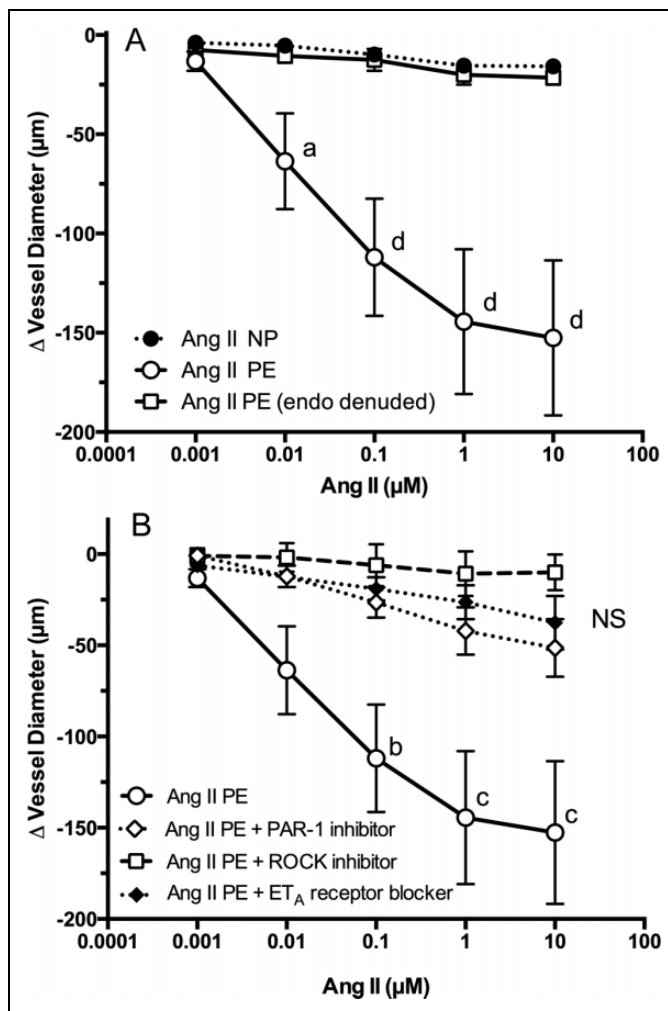 A
0
-50
-100
-150
-200
Δ Vessel Diameter (μm)
a
d
d
d
Ang II NP
Ang II PE
Ang II PE (endo denuded)
0.0001 0.001 0.01 0.1 1 10 100
Ang II (μM)
B
0
-50
-100
-150
-200
Δ Vessel Diameter (μm)
NS
b
c
c
Ang II PE
Ang II PE + PAR-1 inhibitor
Ang II PE + ROCK inhibitor
Ang II PE + ETA receptor blocker
0.0001 0.001 0.01 0.1 1 10 100
Ang II (μM)